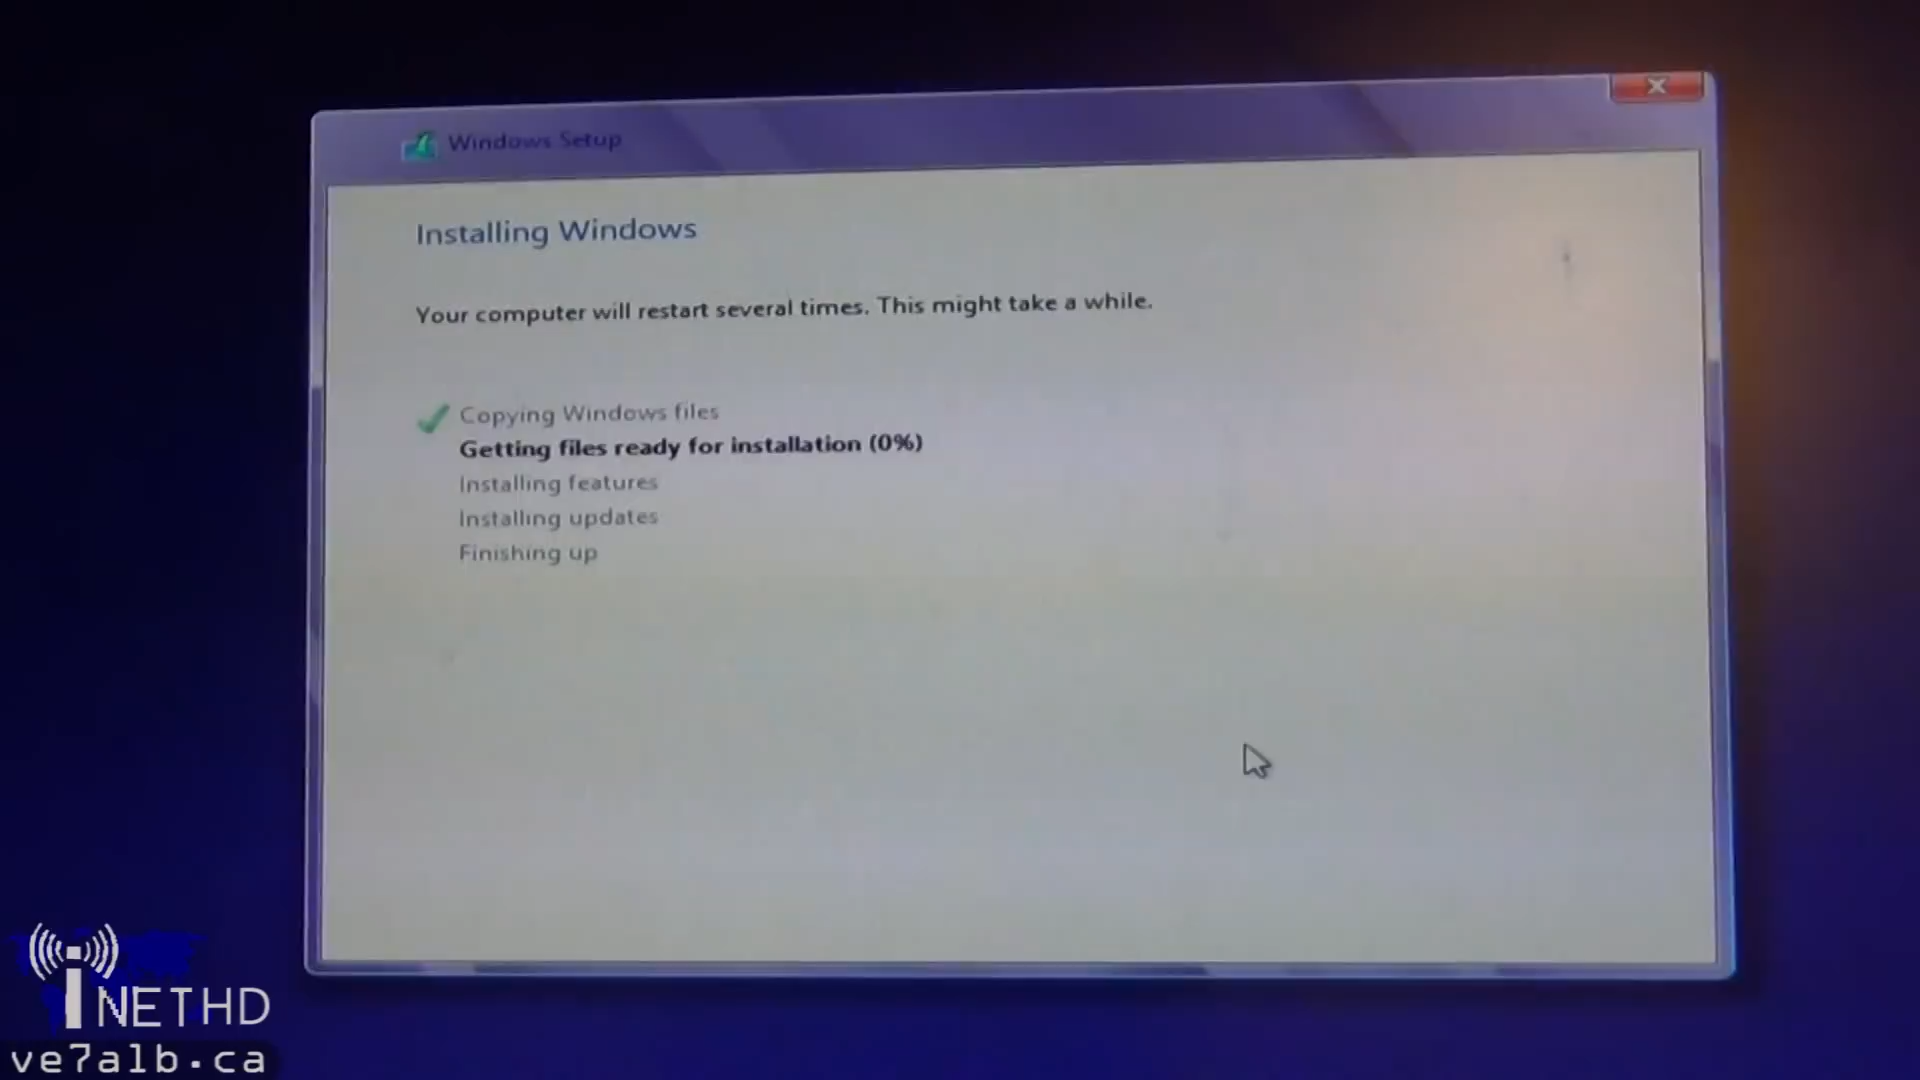 Windows Setup
Installing Windows
Your computer will restart several times. This might take a while.
Copying Windows files
Getting files ready for installation (0%)
Installing features
Installing updates
Finishing up
iNETHD
ve7alb.ca